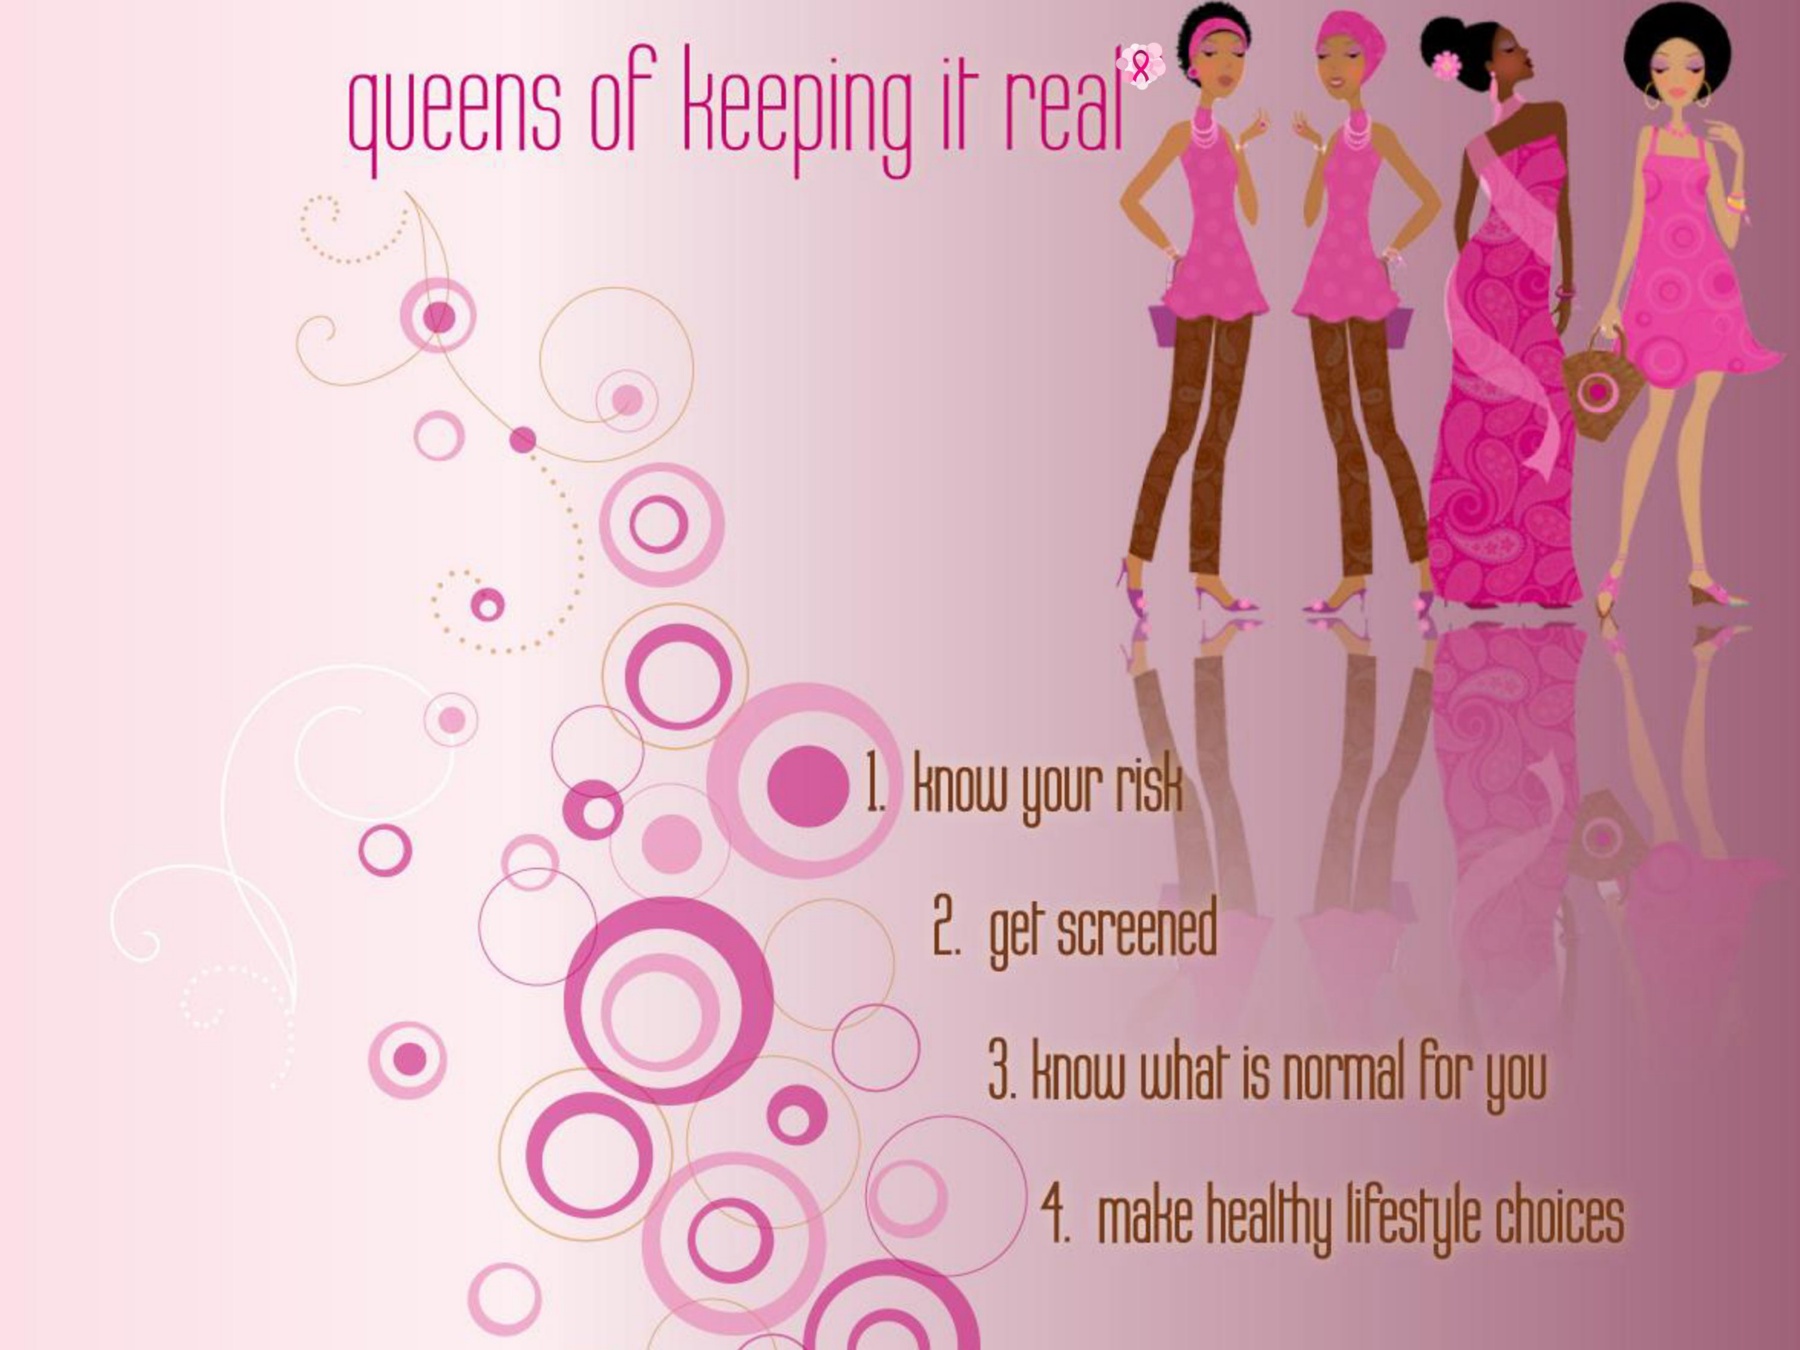 queens of keeping it real
1. know your risk
2. get screened
3. know what is normal for you
4. make healthy lifestyle choices